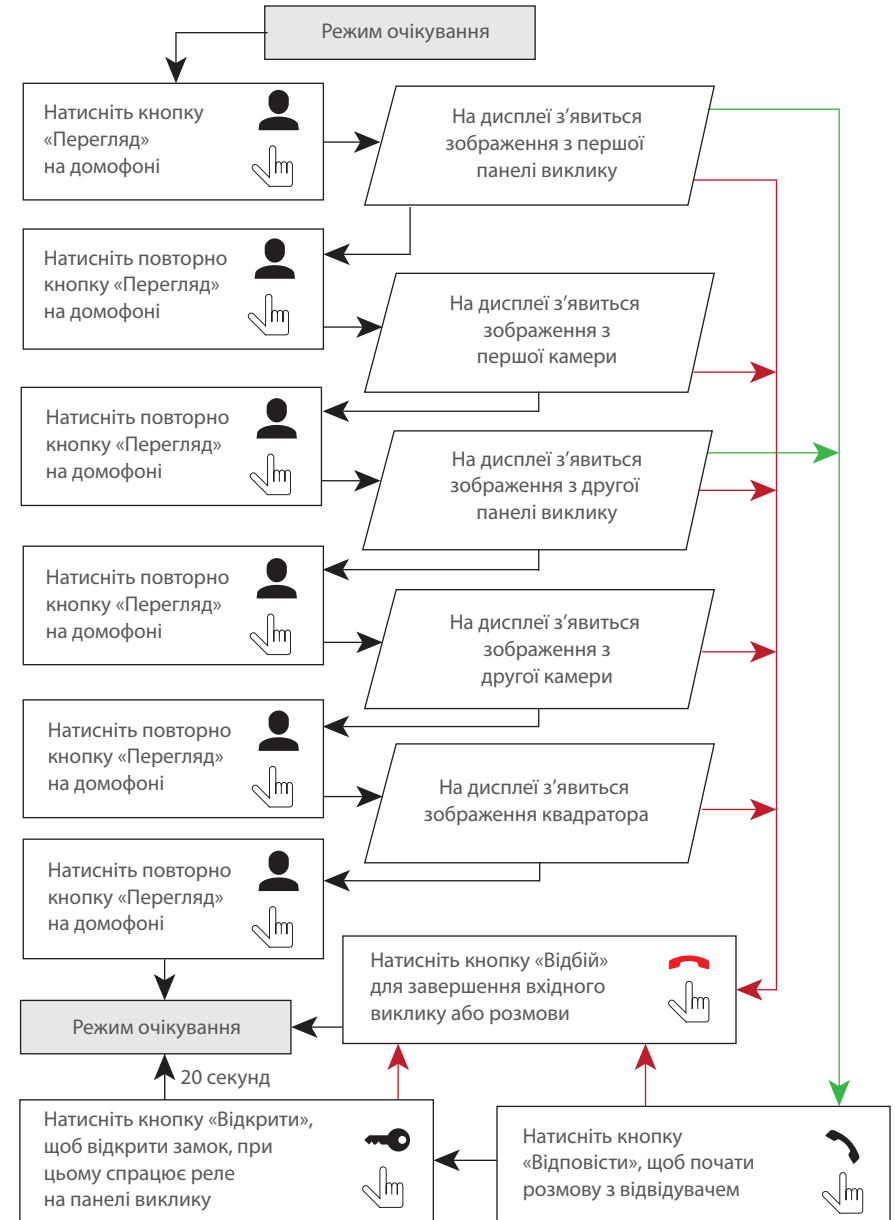 Режим очікування
Натисніть кнопку
«Перегляд»
на домофоні
На дисплеї з'явиться
зображення з першої
панелі виклику
Натисніть повторно
кнопку «Перегляд»
на домофоні
На дисплеї з'явиться
зображення з
першої камери
Натисніть повторно
кнопку «Перегляд»
на домофоні
На дисплеї з'явиться
зображення з другої
панелі виклику
Натисніть повторно
кнопку «Перегляд»
на домофоні
На дисплеї з'явиться
зображення з
другої камери
Натисніть повторно
кнопку «Перегляд»
на домофоні
На дисплеї з'явиться
зображення квадратора
Натисніть повторно
кнопку «Перегляд»
на домофоні
Натисніть кнопку «Відбій»
для завершення вхідного
виклику або розмови
Режим очікування
20 секунд
Натисніть кнопку «Відкрити»,
щоб відкрити замок, при
цьому спрацює реле
на панелі виклику
Натисніть кнопку
«Відповісти», щоб почати
розмову з відвідувачем